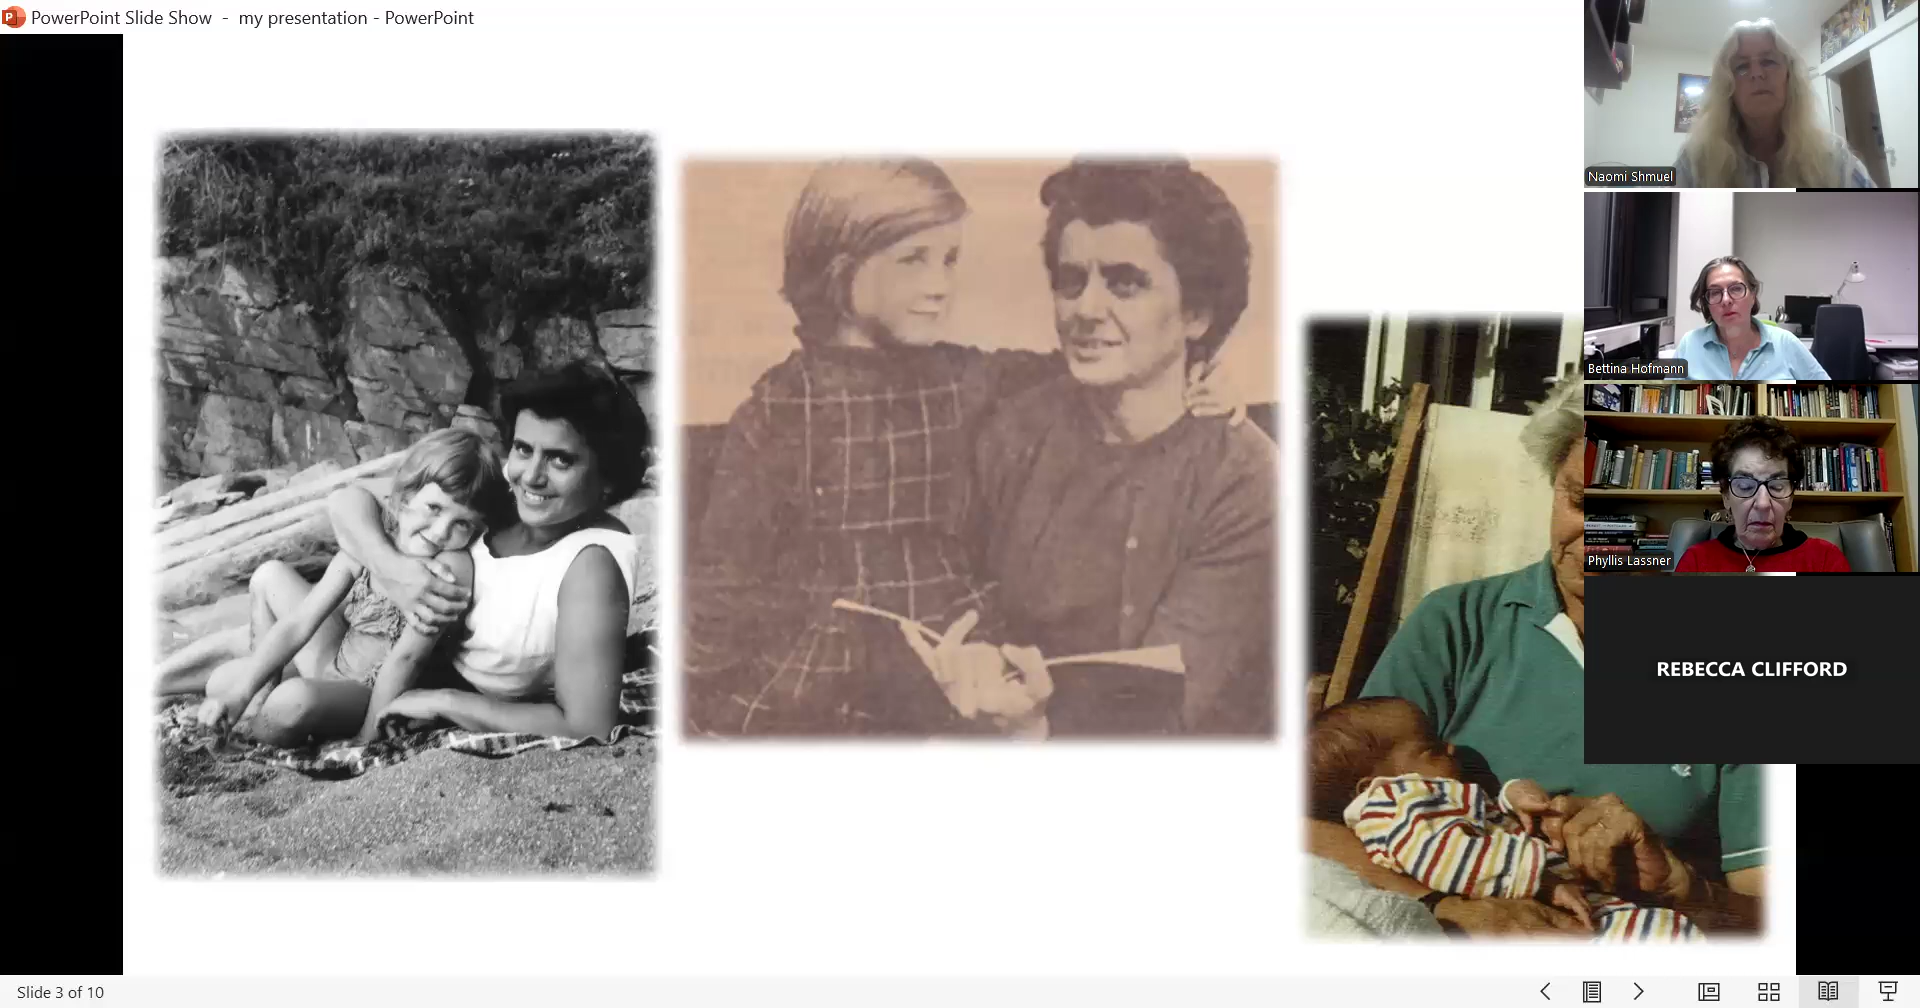 PowerPoint Slide Show - my presentation - PowerPoint
Naomi Shmuel
Bettina Hofmann
Phyllis Lassner
REBECCA CLIFFORD
Slide 3 of 10